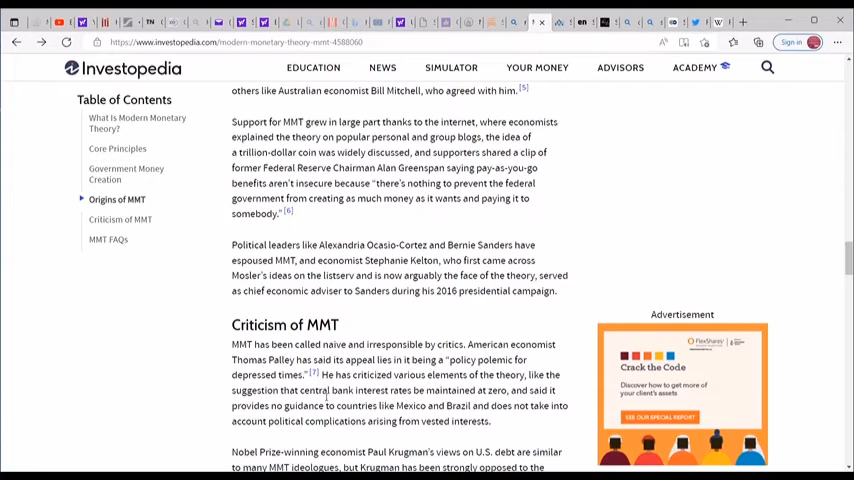 TN
en
W
https://www.investopedia.com/modern-monetary-theory-mmt-4588060
Sign in
Investopedia
EDUCATION
NEWS
SIMULATOR
YOUR MONEY
ADVISORS
ACADEMY
Table of Contents
What Is Modern Monetary
Theory?
Core Principles
Government Money
Creation
Origins of MMT
Criticism of MMT
MMT FAQs
others like Australian economist Bill Mitchell, who agreed with him. [5]
Support for MMT grew in large part thanks to the internet, where economists
explained the theory on popular personal and group blogs, the idea of
a trillion-dollar coin was widely discussed, and supporters shared a clip of
former Federal Reserve Chairman Alan Greenspan saying pay-as-you-go
benefits aren't insecure because "there's nothing to prevent the federal
government from creating as much money as it wants and paying it to
somebody." [6]
Political leaders like Alexandria Ocasio-Cortez and Bernie Sanders have
espoused MMT, and economist Stephanie Kelton, who first came across
Mosler's ideas on the listserv and is now arguably the face of the theory, served
as chief economic adviser to Sanders during his 2016 presidential campaign.
Criticism of MMT
MMT has been called naive and irresponsible by critics. American economist
Thomas Palley has said its appeal lies in it being a "policy polemic for
depressed times." [7] He has criticized various elements of the theory, like the
suggestion that central bank interest rates be maintained at zero, and said it
provides no guidance to countries like Mexico and Brazil and does not take into
account political complications arising from vested interests.
Nobel Prize-winning economist Paul Krugman's views on U.S. debt are similar
to many MMT ideologues, but Krugman has been strongly opposed to the
Advertisement
FlexShares
Crack the Code
Discover how to get more of
your client's assets
SEE OUR SPECIAL REPORT